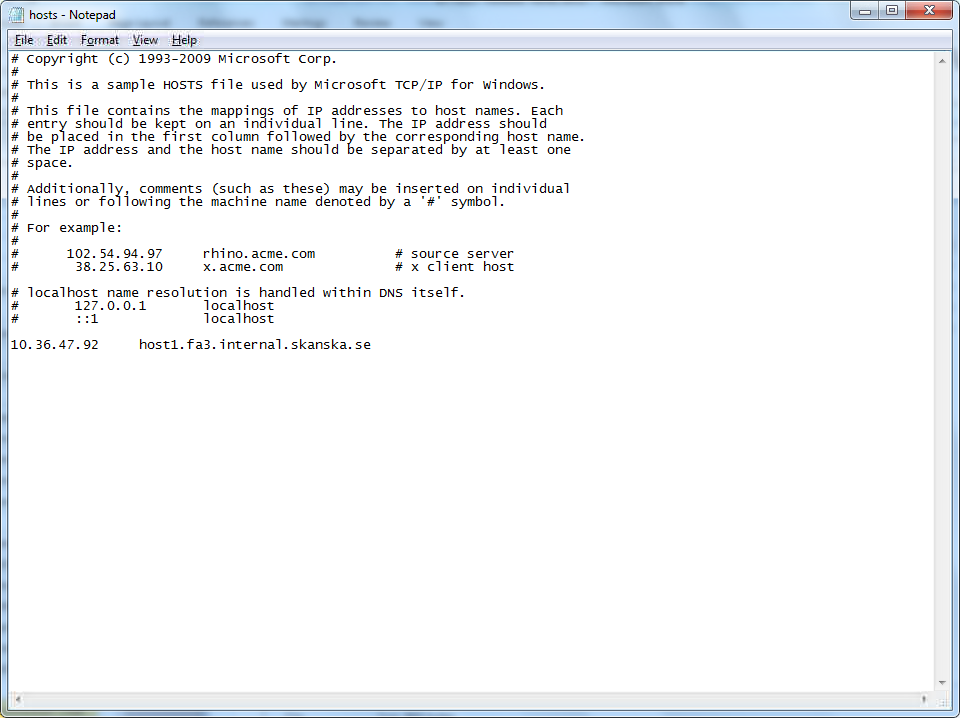 hosts - Notepad
File Edit Format View Help
# Copyright (c) 1993-2009 Microsoft Corp.
#
# This is a sample HOSTS file used by Microsoft TCP/IP for Windows.
#
# This file contains the mappings of IP addresses to host names. Each
# entry should be kept on an individual line. The IP address should
# be placed in the first column followed by the corresponding host name.
# The IP address and the host name should be separated by at least one
# space.
#
# Additionally, comments (such as these) may be inserted on individual
# lines or following the machine name denoted by a '#' symbol.
#
# For example:
#
#      102.54.94.97     rhino.acme.com          # source server
#       38.25.63.10     x.acme.com              # x client host

# localhost name resolution is handled within DNS itself.
#       127.0.0.1       localhost
#       ::1             localhost

10.36.47.92     host1.fa3.internal.skanska.se